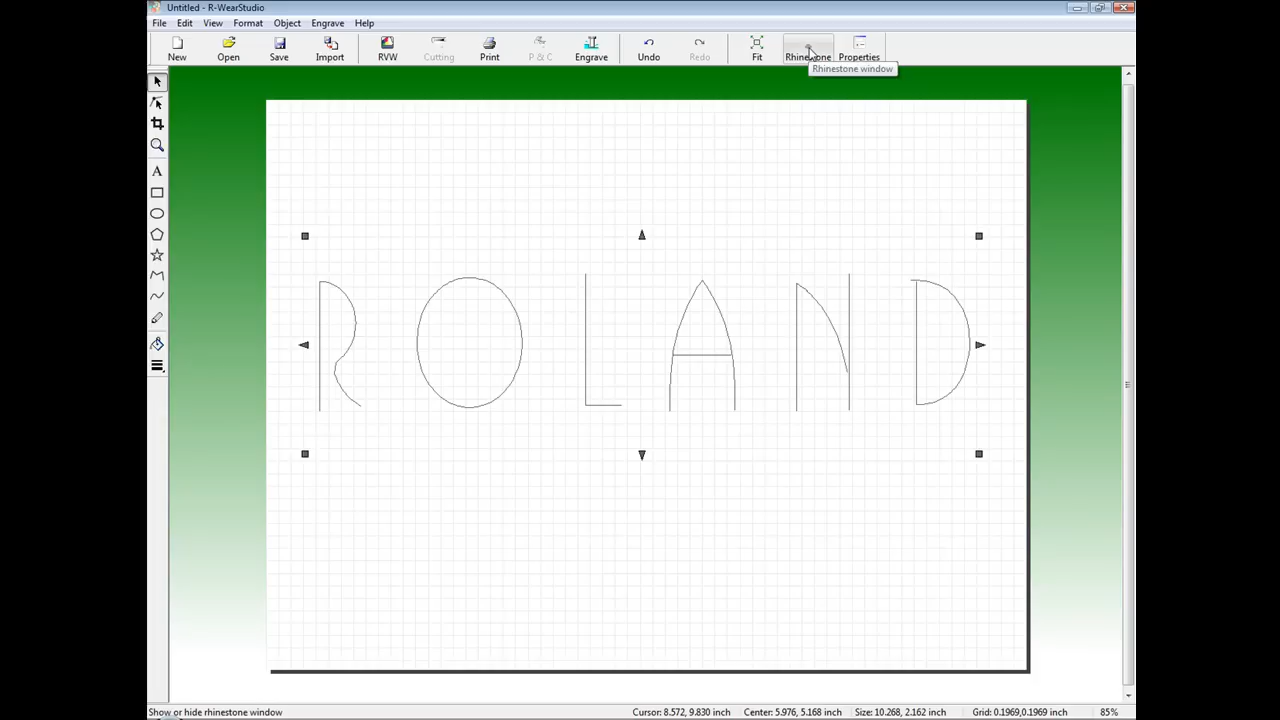 Untitled - R-WearStudio
File Edit View Format Object Engrave Help
New Open Save Import RVW Cutting Print P & C Engrave Undo Redo Fit Rhinestone Properties
Rhinestone window
A
ROLAND
Show or hide rhinestone window Cursor: 8.572, 9.830 inch Center: 5.976, 5.168 inch Size: 10.268, 2.162 inch Grid: 0.1969,0.1969 inch 85%